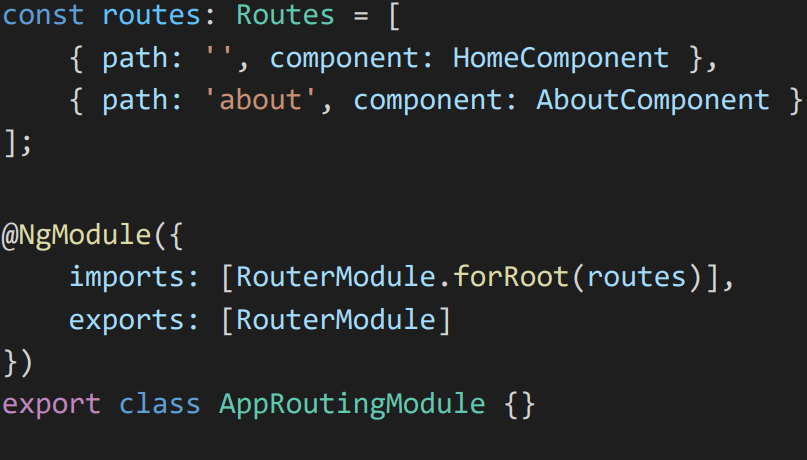 const routes: Routes = [
    { path: '', component: HomeComponent },
    { path: 'about', component: AboutComponent }
];

@NgModule({
    imports: [RouterModule.forRoot(routes)],
    exports: [RouterModule]
})
export class AppRoutingModule {}